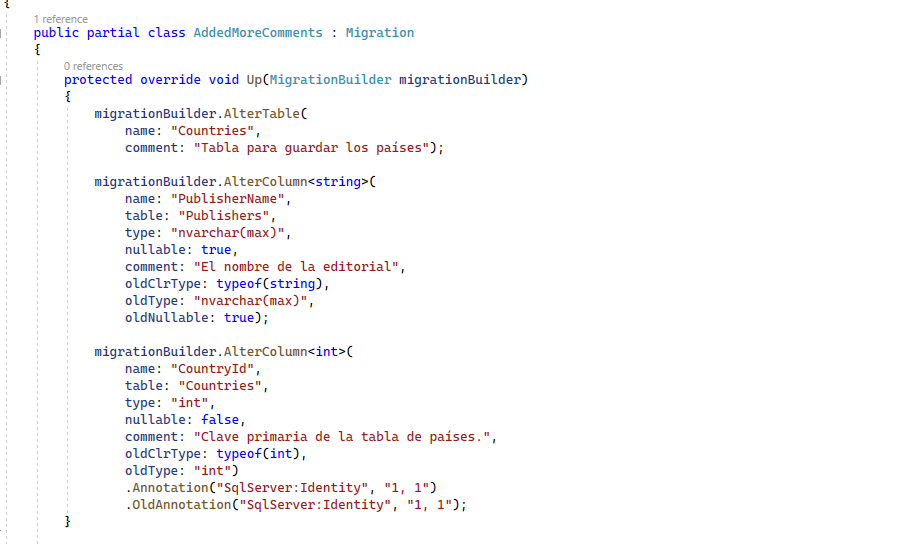 {
1 reference
public partial class AddedMoreComments : Migration
{
0 references
protected override void Up(MigrationBuilder migrationBuilder)
{
migrationBuilder.AlterTable(
name: "Countries",
comment: "Tabla para guardar los países");
migrationBuilder.AlterColumn<string>(
name: "PublisherName",
table: "Publishers",
type: "nvarchar(max)",
nullable: true,
comment: "El nombre de la editorial",
oldClrType: typeof(string),
oldType: "nvarchar(max)",
oldNullable: true);
migrationBuilder.AlterColumn<int>(
name: "CountryId",
table: "Countries",
type: "int",
nullable: false,
comment: "Clave primaria de la tabla de países.",
oldClrType: typeof(int),
oldType: "int")
.Annotation("SqlServer:Identity", "1, 1")
.OldAnnotation("SqlServer:Identity", "1, 1");
}